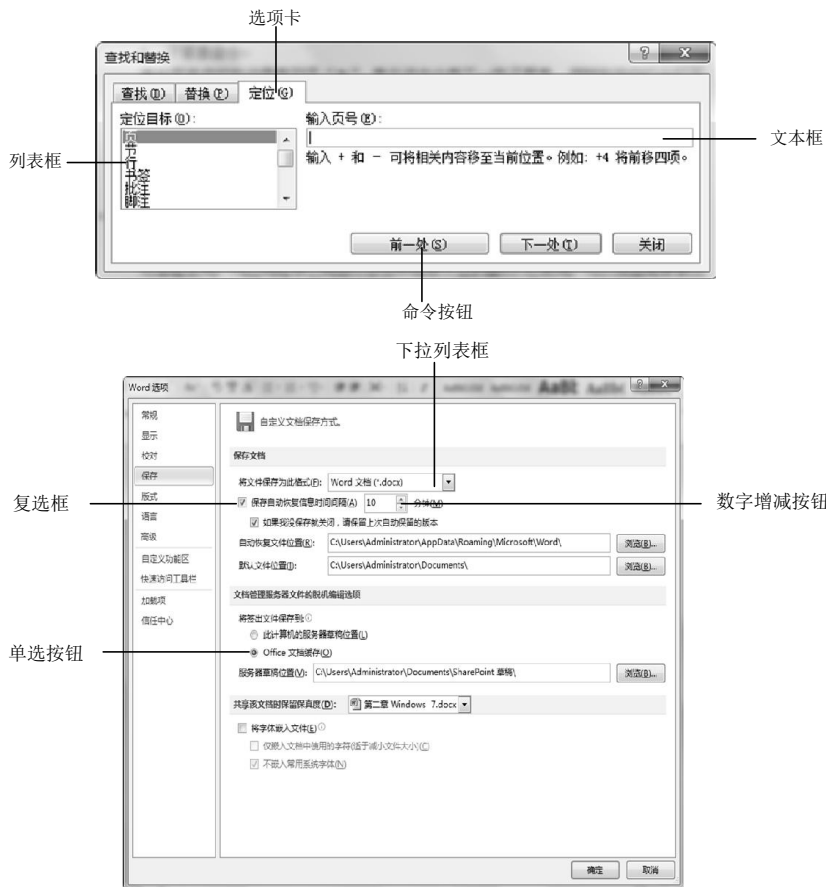 选项卡
查找和替换
查找(D) 替换(P) 定位(G)
定位目标(O): 输入页号(E):
页
节
行
书签
批注
脚注
输入 + 和 - 可将相关内容移至当前位置。例如: +4 将前移四项。
列表框
文本框
前一处(S) 下一处(T) 关闭
命令按钮
下拉列表框
Word 选项
常规
显示
校对
保存
版式
语言
高级
自定义功能区
快速访问工具栏
加载项
信任中心
自定义文档保存方式。
保存文档
将文件保存为此格式(F): Word 文档 (*.docx)
保存自动恢复信息时间间隔(A) 10 分钟(M)
如果我没保存就关闭，请保留上次自动保留的版本
自动恢复文件位置(R): C:\Users\Administrator\AppData\Roaming\Microsoft\Word\ 浏览(B)...
默认文件位置(I): C:\Users\Administrator\Documents\ 浏览(B)...
文档管理服务器文件的脱机编辑选项
将签出文件保存到:
此计算机的服务器草稿位置(L)
Office 文档缓存(O)
服务器草稿位置(V): C:\Users\Administrator\Documents\SharePoint 草稿\ 浏览(B)...
共享该文档时保留保真度(D): 第二章 Windows 7.docx
将字体嵌入文件(E)
仅嵌入文档中使用的字符(适于减小文件大小)(C)
不嵌入常用系统字体(N)
确定 取消
复选框
数字增减按钮
单选按钮